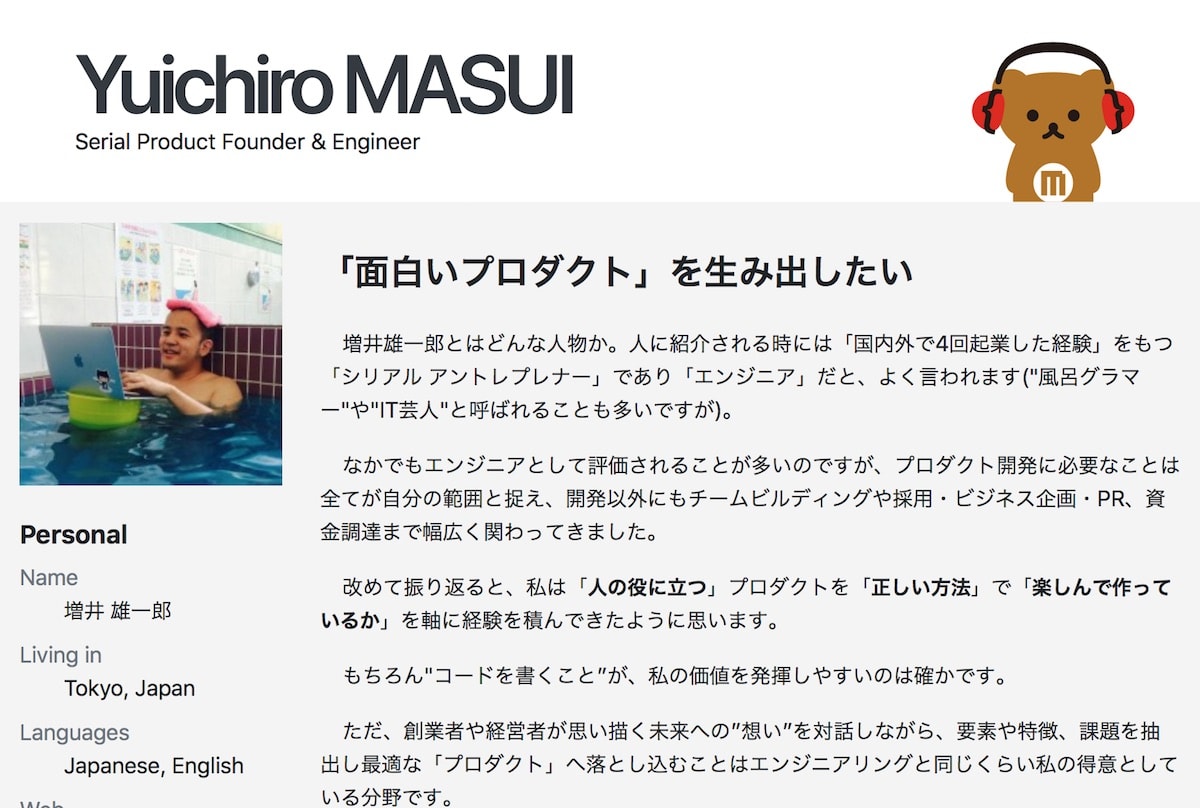 Yuichiro MASUI
Serial Product Founder & Engineer
「面白いプロダクト」を生み出したい
増井雄一郎とはどんな人物か。人に紹介される時には「国内外で4回起業した経験」をもつ
「シリアル アントレプレナー」であり「エンジニア」だと、よく言われます("風呂グラマ
ー"や"IT芸人"と呼ばれることも多いですが)。
なかでもエンジニアとして評価されることが多いのですが、プロダクト開発に必要なことは
全てが自分の範囲と捉え、開発以外にもチームビルディングや採用・ビジネス企画・PR、資
金調達まで幅広く関わってきました。
改めて振り返ると、私は「人の役に立つ」プロダクトを「正しい方法」で「楽しんで作って
いるか」を軸に経験を積んできたように思います。
もちろん"コードを書くこと”が、私の価値を発揮しやすいのは確かです。
ただ、創業者や経営者が思い描く未来への”想い”を対話しながら、要素や特徴、課題を抽
出し最適な「プロダクト」へ落とし込むことはエンジニアリングと同じくらい私の得意として
いる分野です。
Personal
Name
増井 雄一郎
Living in
Tokyo, Japan
Languages
Japanese, English
Web